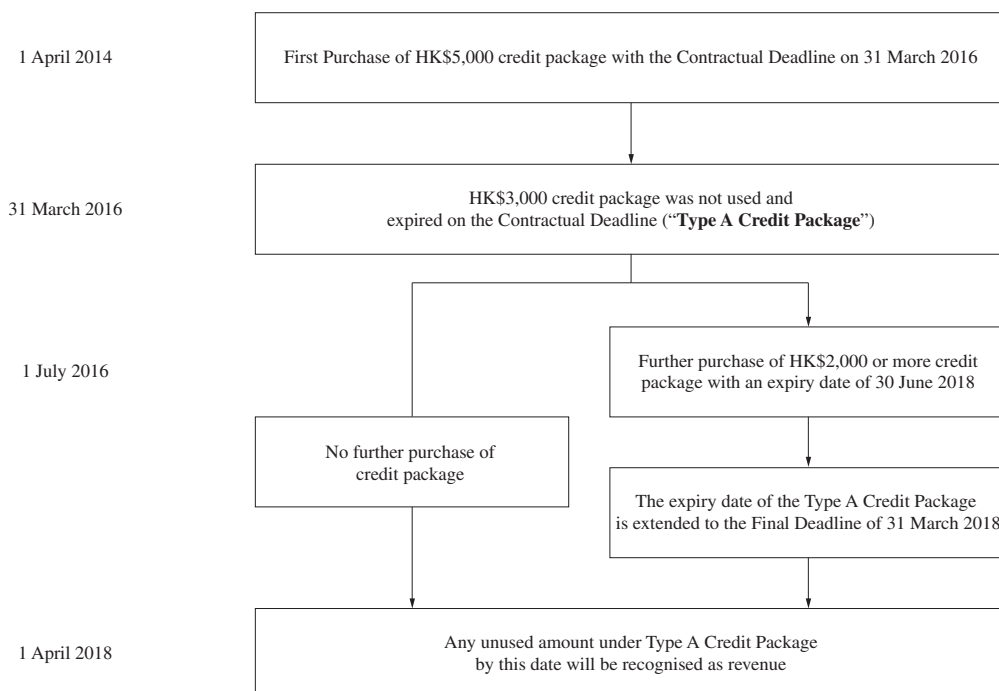 1 April 2014
First Purchase of HK$5,000 credit package with the Contractual Deadline on 31 March 2016
31 March 2016
HK$3,000 credit package was not used and
expired on the Contractual Deadline (“Type A Credit Package”)
1 July 2016
Further purchase of HK$2,000 or more credit
package with an expiry date of 30 June 2018
No further purchase of
credit package
The expiry date of the Type A Credit Package
is extended to the Final Deadline of 31 March 2018
1 April 2018
Any unused amount under Type A Credit Package
by this date will be recognised as revenue